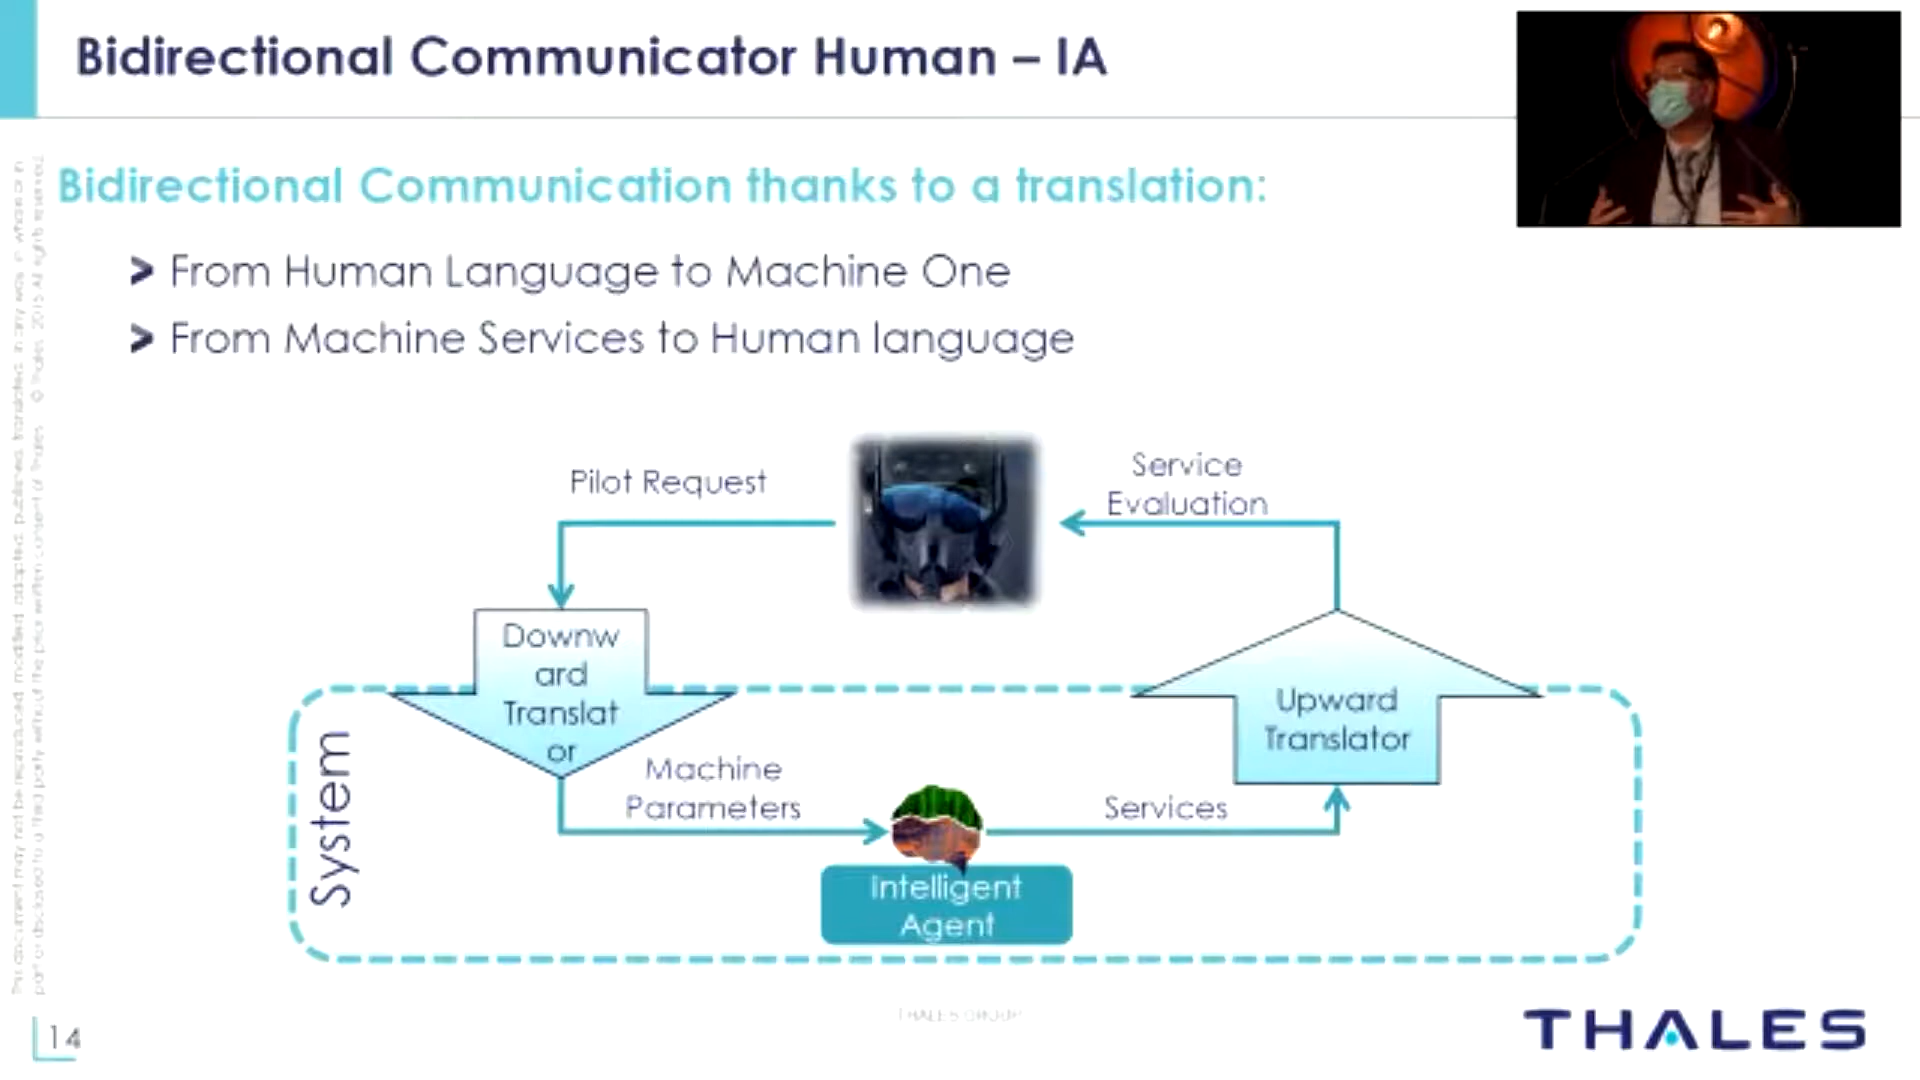 Bidirectional Communicator Human – IA
Bidirectional Communication thanks to a translation:
> From Human Language to Machine One
> From Machine Services to Human language
Pilot Request
Service
Evaluation
Downw
ard
Translat
or
Upward
Translator
System
Machine
Parameters
Services
Intelligent
Agent
THALES GROUP
14
THALES